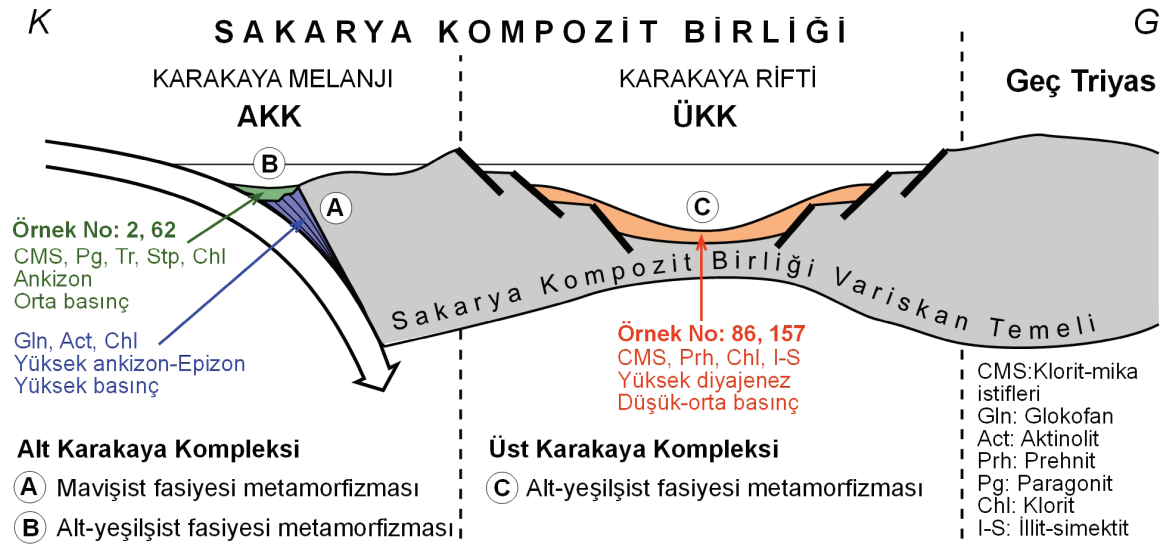 K
G
SAKARYA KOMPOZİT BİRLİĞİ
KARAKAYA MELANJI
AKK
KARAKAYA RİFTİ
ÜKK
Geç Triyas
B
A
C
Örnek No: 2, 62
CMS, Pg, Tr, Stp, Chl
Ankizon
Orta basınç
Gln, Act, Chl
Yüksek ankizon-Epizon
Yüksek basınç
Sakarya Kompozit Birliği Variskan Temeli
Örnek No: 86, 157
CMS, Prh, Chl, I-S
Yüksek diyajenez
Düşük-orta basınç
CMS:Klorit-mika
istifleri
Gln: Glokofan
Act: Aktinolit
Prh: Prehnit
Pg: Paragonit
Chl: Klorit
I-S: İllit-simektit
Alt Karakaya Kompleksi
A Mavişist fasiyesi metamorfizması
B Alt-yeşilşist fasiyesi metamorfizması
Üst Karakaya Kompleksi
C Alt-yeşilşist fasiyesi metamorfizması